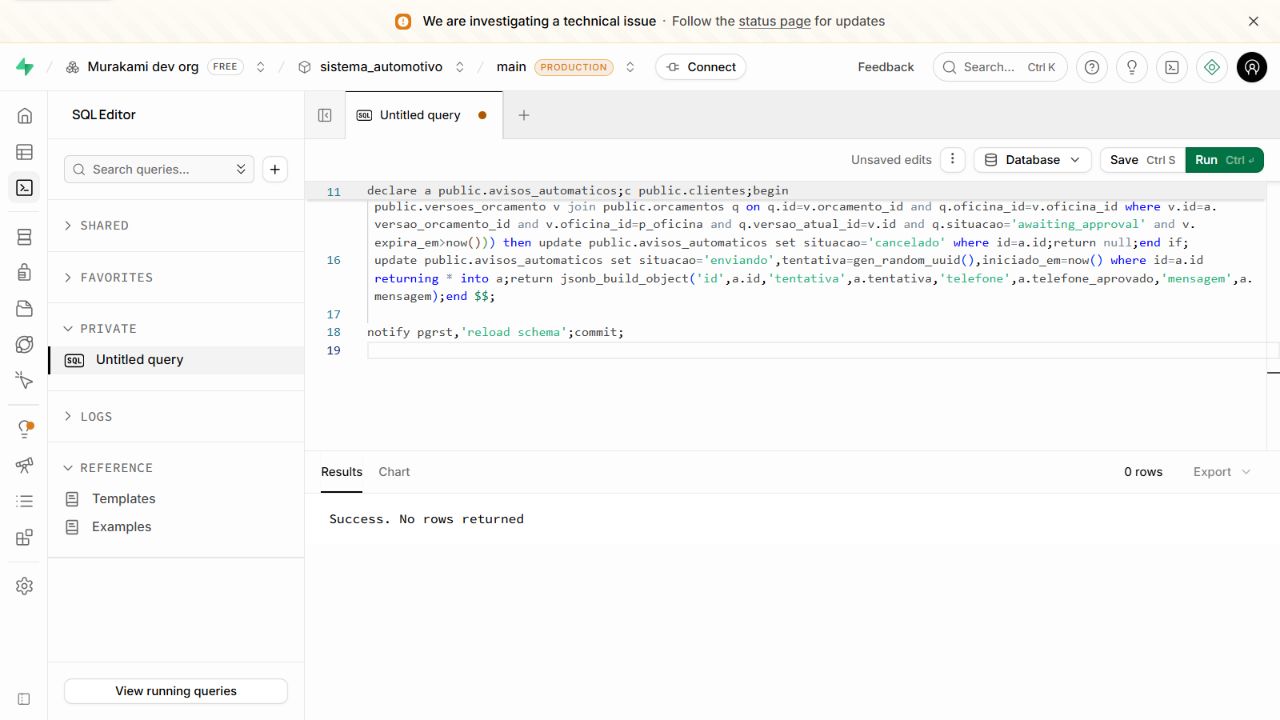 We are investigating a technical issue · Follow the status page for updates
Murakami dev org FREE / sistema_automotivo / main PRODUCTION Connect Feedback Search... Ctrl K
SQL Editor
SQL Untitled query
Search queries...
Unsaved edits Database Save Ctrl S Run Ctrl ↵
11 declare a public.avisos_automaticos;c public.clientes;begin
public.versoes_orcamento v join public.orcamentos q on q.id=v.orcamento_id and q.oficina_id=v.oficina_id where v.id=a.
versao_orcamento_id and v.oficina_id=p_oficina and q.versao_atual_id=v.id and q.situacao='awaiting_approval' and v.
expira_em>now())) then update public.avisos_automaticos set situacao='cancelado' where id=a.id;return null;end if;
16 update public.avisos_automaticos set situacao='enviando',tentativa=gen_random_uuid(),iniciado_em=now() where id=a.id
returning * into a;return jsonb_build_object('id',a.id,'tentativa',a.tentativa,'telefone',a.telefone_aprovado,'mensagem',a.
mensagem);end $$;
17
18 notify pgrst,'reload schema';commit;
19
SHARED
FAVORITES
PRIVATE
SQL Untitled query
LOGS
REFERENCE
Templates
Examples
View running queries
Results Chart 0 rows Export
Success. No rows returned